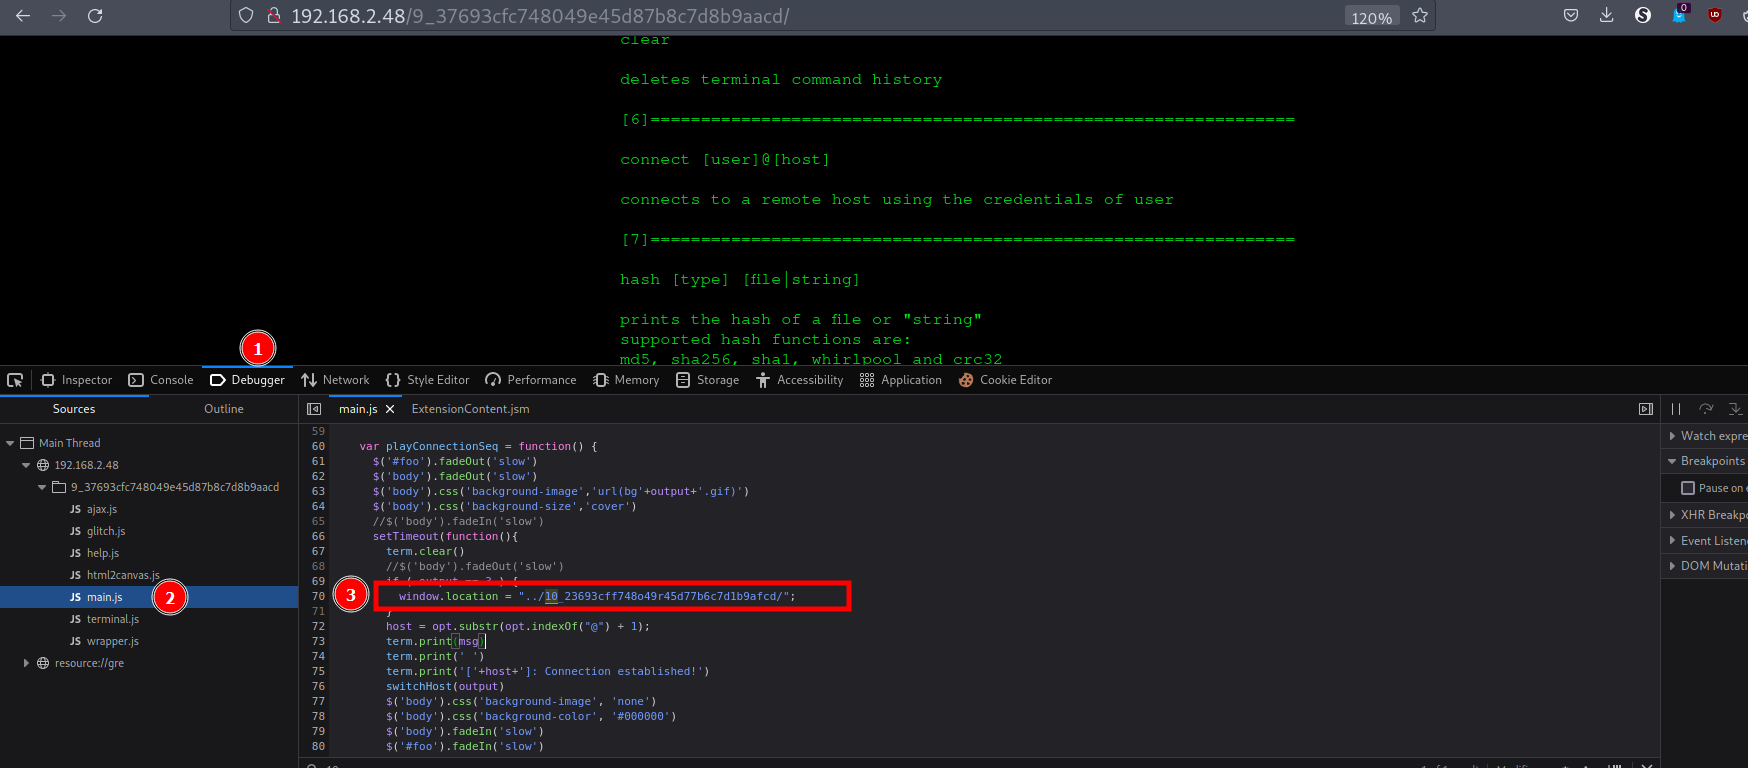 192.168.2.48/9_37693cfc748049e45d87b8c7d8b9aacd/
120%
0
clear
deletes terminal command history
[6]================================================================
connect [user]@[host]
connects to a remote host using the credentials of user
[7]================================================================
hash [type] [file|string]
prints the hash of a file or "string"
supported hash functions are:
md5, sha256, sha1, whirlpool and crc32
1
Inspector Console Debugger Network Style Editor Performance Memory Storage Accessibility Application Cookie Editor
Sources Outline
main.js ExtensionContent.jsm
Main Thread
192.168.2.48
9_37693cfc748049e45d87b8c7d8b9aacd
JS ajax.js
JS glitch.js
JS help.js
JS html2canvas.js
JS main.js
2
JS terminal.js
JS wrapper.js
resource://gre
59
60 var playConnectionSeq = function() {
61 $('#foo').fadeOut('slow')
62 $('body').fadeOut('slow')
63 $('body').css('background-image','url(bg'+output+'.gif)')
64 $('body').css('background-size','cover')
65 //$('body').fadeIn('slow')
66 setTimeout(function(){
67 term.clear()
68 //$('body').fadeOut('slow')
69 if ( output == 3 ) {
3
70 window.location = "../10_23693cff748o49r45d77b6c7d1b9afcd/";
71 }
72 host = opt.substr(opt.indexOf("@") + 1);
73 term.print(msg)
74 term.print(' ')
75 term.print('['+host+']: Connection established!')
76 switchHost(output)
77 $('body').css('background-image', 'none')
78 $('body').css('background-color', '#000000')
79 $('body').fadeIn('slow')
80 $('#foo').fadeIn('slow')
Watch expre
Breakpoints
Pause on e
XHR Breakpo
Event Listen
DOM Mutati